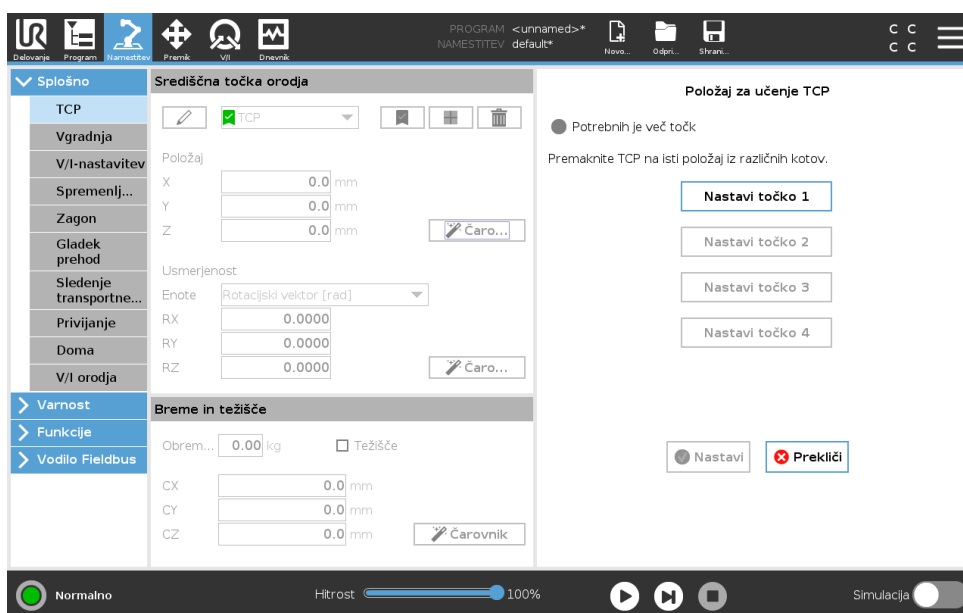 UR
PROGRAM <unnamed>*
NAMESTITEV default*
Delovanje
Program
Namestitev
Premik
V/I
Dnevnik
Novo...
Odpri...
Shrani...
C C
C C
Splošno
TCP
Vgradnja
V/I-nastavitev
Spremenlj...
Zagon
Gladek
prehod
Sledenje
transportne...
Privijanje
Doma
V/I orodja
Varnost
Funkcije
Vodilo Fieldbus
Središčna točka orodja
TCP
Položaj
X 0.0 mm
Y 0.0 mm
Z 0.0 mm
Čaro...
Usmerjenost
Enote Rotacijski vektor [rad]
RX 0.0000
RY 0.0000
RZ 0.0000
Čaro...
Breme in težišče
Obrem... 0.00 kg
Težišče
CX 0.0 mm
CY 0.0 mm
CZ 0.0 mm
Čarovnik
Položaj za učenje TCP
Potrebnih je več točk
Premaknite TCP na isti položaj iz različnih kotov.
Nastavi točko 1
Nastavi točko 2
Nastavi točko 3
Nastavi točko 4
Nastavi
Prekliči
Normalno
Hitrost
100%
Simulacija